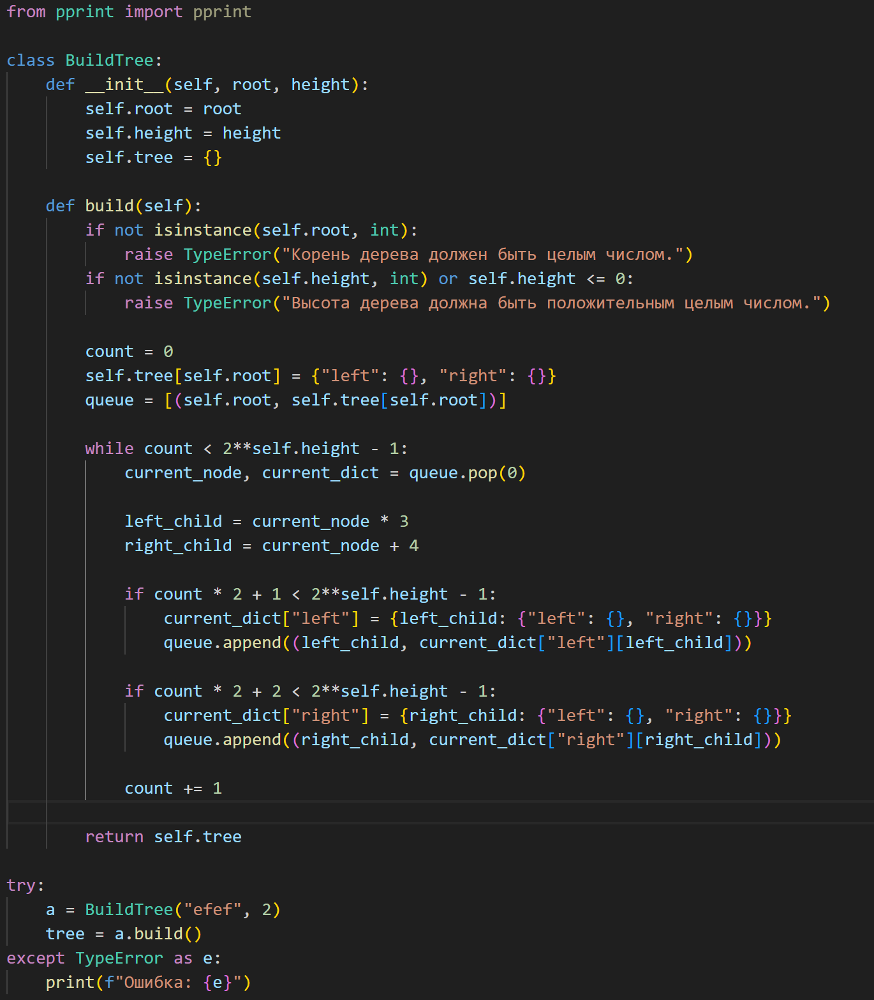 from pprint import pprint
class BuildTree:
    def __init__(self, root, height):
        self.root = root
        self.height = height
        self.tree = {}
    def build(self):
        if not isinstance(self.root, int):
            raise TypeError("Корень дерева должен быть целым числом.")
        if not isinstance(self.height, int) or self.height <= 0:
            raise TypeError("Высота дерева должна быть положительным целым числом.")
        count = 0
        self.tree[self.root] = {"left": {}, "right": {}}
        queue = [(self.root, self.tree[self.root])]
        while count < 2**self.height - 1:
            current_node, current_dict = queue.pop(0)
            left_child = current_node * 3
            right_child = current_node + 4
            if count * 2 + 1 < 2**self.height - 1:
                current_dict["left"] = {left_child: {"left": {}, "right": {}}}
                queue.append((left_child, current_dict["left"][left_child]))
            if count * 2 + 2 < 2**self.height - 1:
                current_dict["right"] = {right_child: {"left": {}, "right": {}}}
                queue.append((right_child, current_dict["right"][right_child]))
            count += 1
        return self.tree
try:
    a = BuildTree("efef", 2)
    tree = a.build()
except TypeError as e:
    print(f"Ошибка: {e}")